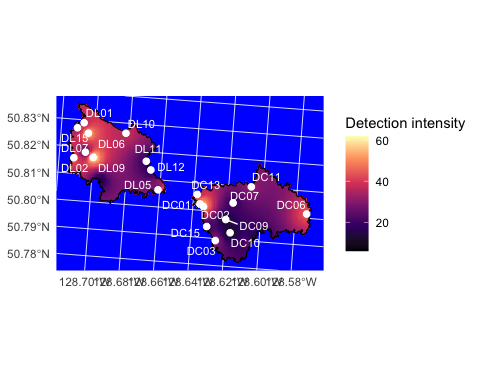 Detection intensity
60
40
20
50.83°N
50.82°N
50.81°N
50.80°N
50.79°N
50.78°N
DL01
DL10
DL15
DL06
DL07
DL11
DL02
DL09
DL12
DL05
DC13
DC11
DC07
DC01
DC06
DC02
DC09
DC15
DC10
DC03
128.70°W
128.68°W
128.66°W
128.64°W
128.62°W
128.60°W
128.58°W